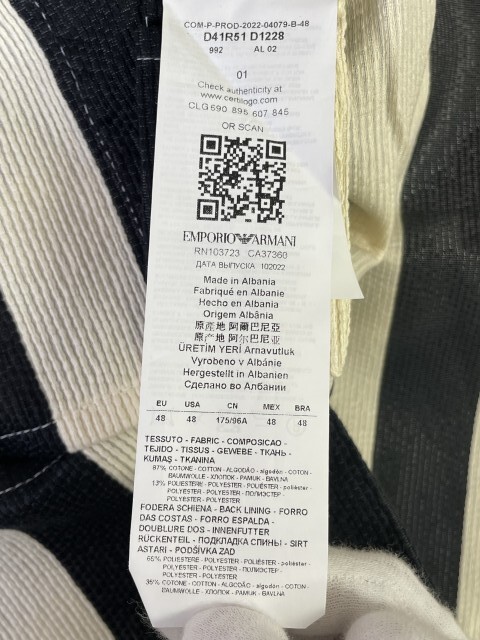 COM-P-PROD-2022-04079-B-48
D41R51 D1228
992 AL 02
01
Check authenticity at
www.certilogo.com
CLG 590 895 607 845
OR SCAN
EMPORIO ARMANI
RN103723 CA37360
ДАТА ВЫПУСКА 102022
Made in Albania
Fabriqué en Albanie
Hecho en Albania
Origem Albânia
原產地 阿爾巴尼亞
原产地 阿尔巴尼亚
ÜRETİM YERİ Arnavutluk
Vyrobeno v Albánie
Hergestellt in Albanien
Сделано во Албании
EU USA CN MEX BRA
48 48 175/96A 48 48
TESSUTO - FABRIC - COMPOSICAO -
TEJIDO - TISSUS - GEWEBE - ТКАНЬ -
KUMAŞ - TKANINA
87% COTONE - COTTON - ALGODÃO - algodón - COTON -
BAUMWOLLE - ХЛОПОК - PAMUK - BAVLNA
13% POLIESTERE - POLYESTER - POLIÉSTER - poliéster -
POLYESTER - POLYESTER - ПОЛИЭСТЕР -
POLYESTER - POLYESTER
FODERA SCHIENA - BACK LINING - FORRO
DAS COSTAS - FORRO ESPALDA -
DOUBLURE DOS - INNENFUTTER
RÜCKENTEIL - ПОДКЛАДКА СПИНЫ - SIRT
ASTARI - PODŠÍVKA ZAD
65% POLIESTERE - POLYESTER - POLIÉSTER - poliéster -
POLYESTER - POLYESTER - ПОЛИЭСТЕР -
POLYESTER - POLYESTER
35% COTONE - COTTON - ALGODÃO - algodón - COTON -
BAUMWOLLE - ХЛОПОК - PAMUK - BAVLNA